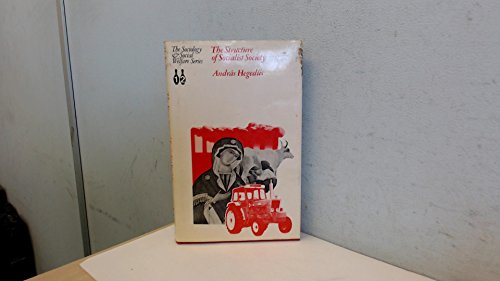 The Sociology
& Social
Welfare Series
The Structure
of Socialist Society
András Hegedüs